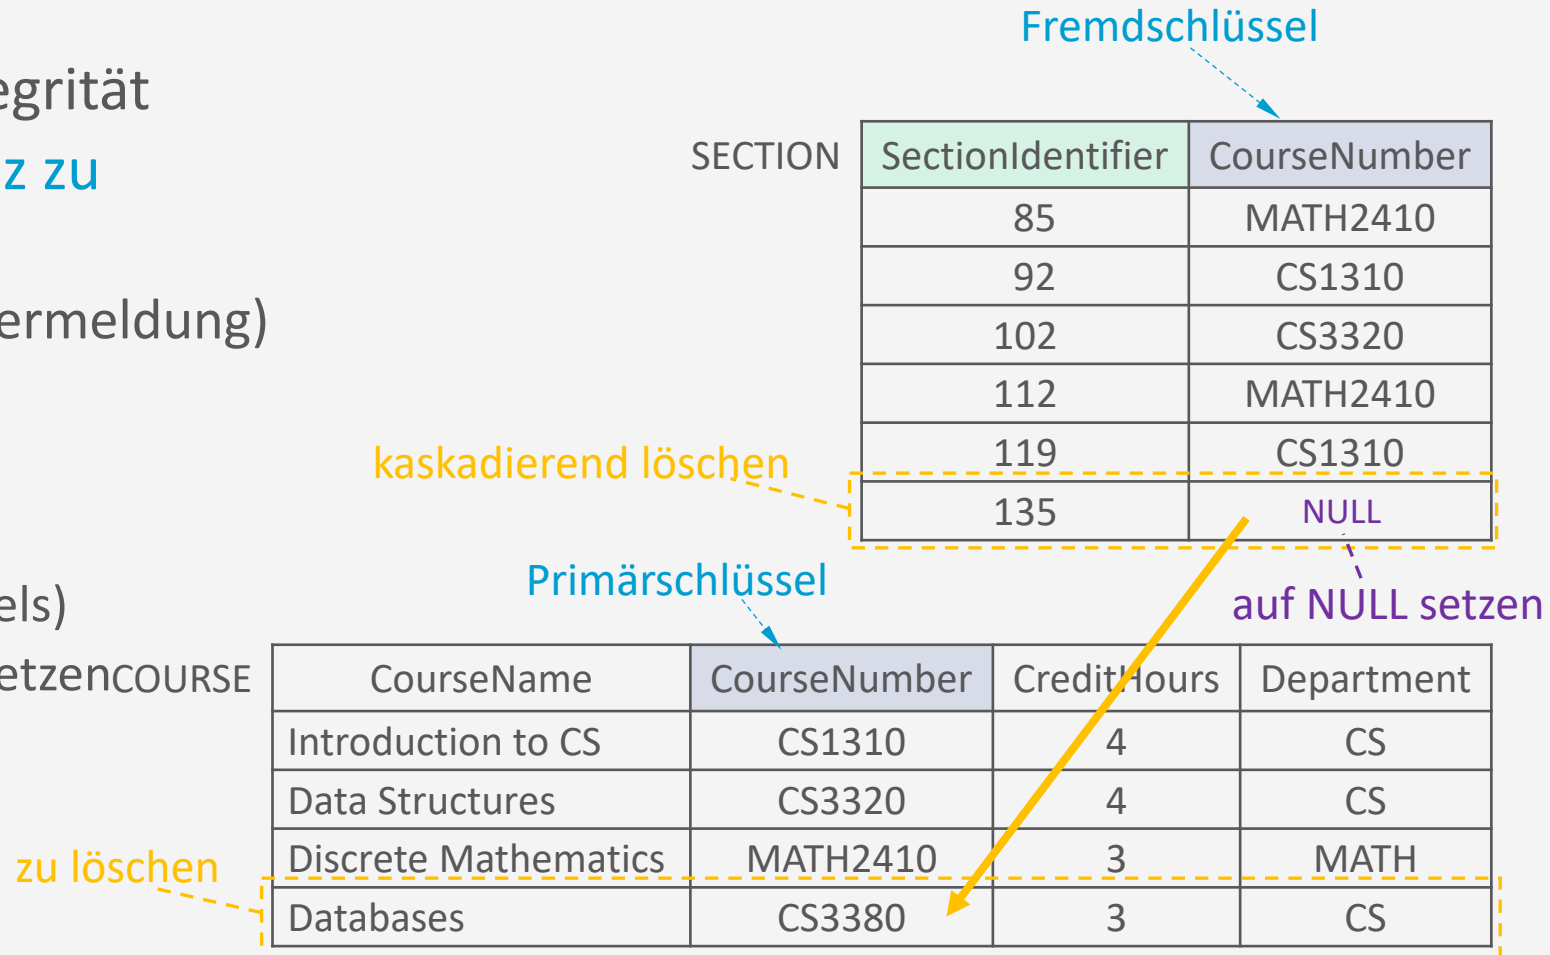 Fremdschlüssel
egrität
SECTION SectionIdentifier CourseNumber
z zu
85 MATH2410
92 CS1310
ermeldung)
102 CS3320
112 MATH2410
kaskadierend löschen
119 CS1310
135 NULL
Primärschlüssel
els)
auf NULL setzen
etzen
COURSE CourseName CourseNumber CreditHours Department
Introduction to CS CS1310 4 CS
Data Structures CS3320 4 CS
zu löschen
Discrete Mathematics MATH2410 3 MATH
Databases CS3380 3 CS